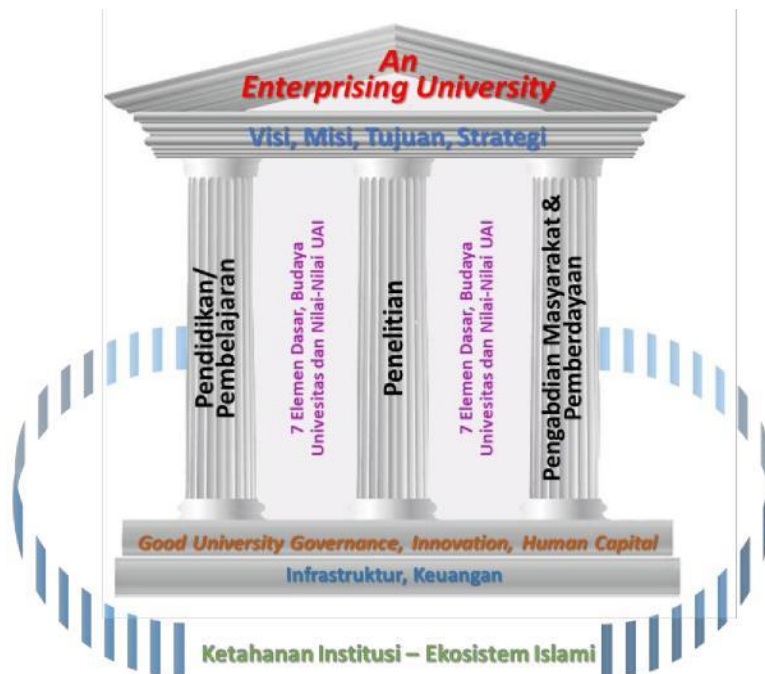 An
Enterprising University
Visi, Misi, Tujuan, Strategi
Pendidikan/
Pembelajaran
7 Elemen Dasar, Budaya
Univesitas dan Nilai-Nilai UAI
Penelitian
7 Elemen Dasar, Budaya
Univesitas dan Nilai-Nilai UAI
Pengabdian Masyarakat &
Pemberdayaan
Good University Governance, Innovation, Human Capital
Infrastruktur, Keuangan
Ketahanan Institusi – Ekosistem Islami